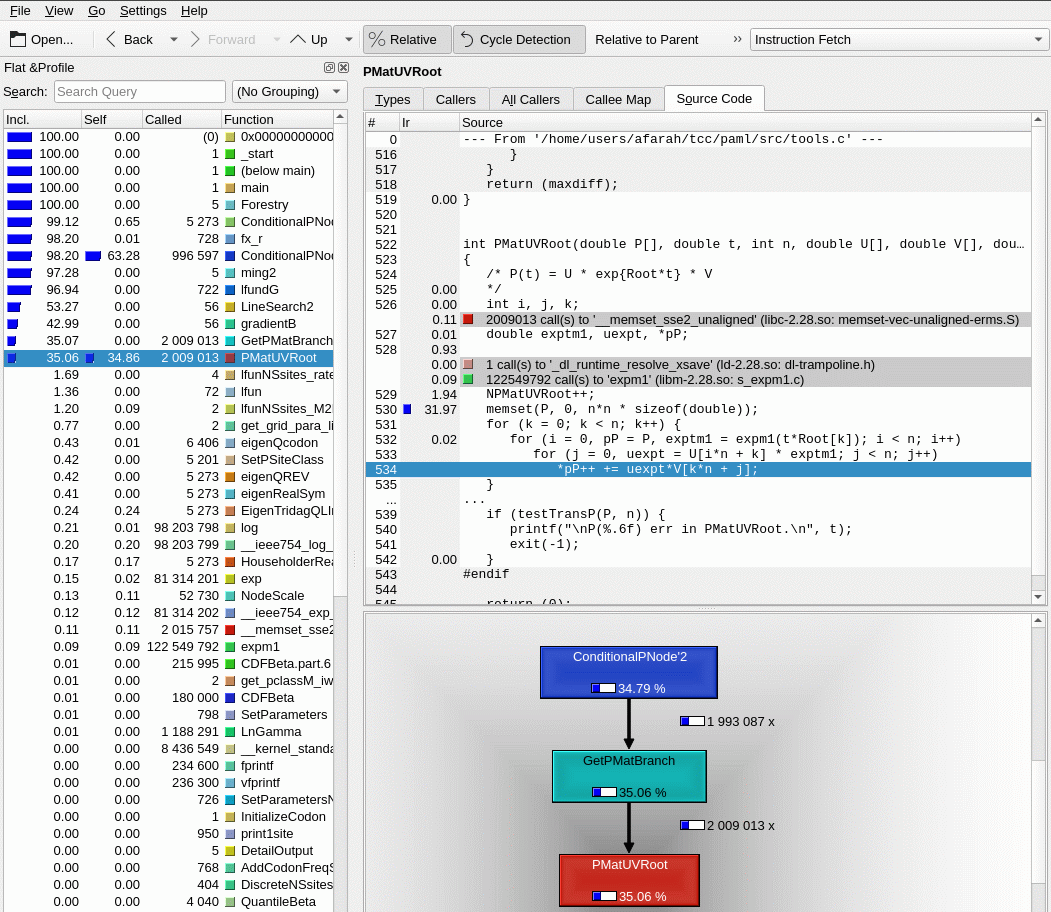 File View Go Settings Help
Open... Back Forward Up Relative Cycle Detection Relative to Parent » Instruction Fetch
Flat &Profile
Search: Search Query (No Grouping)
Incl. Self Called Function
100.00 0.00 (0) 0x00000000000
100.00 0.00 1 _start
100.00 0.00 1 (below main)
100.00 0.00 1 main
100.00 0.00 5 Forestry
99.12 0.65 5 273 ConditionalPNo
98.20 0.01 728 fx_r
98.20 63.28 996 597 ConditionalPNo
97.28 0.00 5 ming2
96.94 0.00 722 lfundG
53.27 0.00 56 LineSearch2
42.99 0.00 56 gradientB
35.07 0.00 2 009 013 GetPMatBranch
35.06 34.86 2 009 013 PMatUVRoot
1.69 0.00 4 lfunNSsites_rate
1.36 0.00 72 lfun
1.20 0.09 2 lfunNSsites_M2
0.77 0.00 2 get_grid_para_li
0.43 0.01 6 406 eigenQcodon
0.42 0.00 5 201 SetPSiteClass
0.42 0.00 5 273 eigenQREV
0.41 0.00 5 273 eigenRealSym
0.24 0.24 5 273 EigenTridagQLI
0.21 0.01 98 203 798 log
0.20 0.20 98 203 799 __ieee754_log_
0.17 0.17 5 273 HouseholderRea
0.15 0.02 81 314 201 exp
0.13 0.11 52 730 NodeScale
0.12 0.12 81 314 202 __ieee754_exp_
0.11 0.11 2 015 757 __memset_sse2
0.09 0.09 122 549 792 expm1
0.01 0.00 215 995 CDFBeta.part.6
0.01 0.00 2 get_pclassM_iw
0.01 0.00 180 000 CDFBeta
0.01 0.00 798 SetParameters
0.01 0.00 1 188 291 LnGamma
0.00 0.00 8 436 549 __kernel_standa
0.00 0.00 234 600 fprintf
0.00 0.00 236 300 vfprintf
0.00 0.00 726 SetParametersN
0.00 0.00 1 InitializeCodon
0.00 0.00 950 print1site
0.00 0.00 5 DetailOutput
0.00 0.00 768 AddCodonFreqS
0.00 0.00 404 DiscreteNSsites
0.00 0.00 4 040 QuantileBeta
PMatUVRoot
Types Callers All Callers Callee Map Source Code
# Ir Source
0 --- From '/home/users/afarah/tcc/paml/src/tools.c' ---
516 }
517 }
518 return (maxdiff);
519 0.00 }
520
521
522 int PMatUVRoot(double P[], double t, int n, double U[], double V[], dou…
523 {
524 /* P(t) = U * exp{Root*t} * V
525 0.00 */
526 0.00 int i, j, k;
0.11 2009013 call(s) to '__memset_sse2_unaligned' (libc-2.28.so: memset-vec-unaligned-erms.S)
527 0.01 double exptm1, uexpt, *pP;
528 0.93
0.00 1 call(s) to '_dl_runtime_resolve_xsave' (ld-2.28.so: dl-trampoline.h)
0.09 122549792 call(s) to 'expm1' (libm-2.28.so: s_expm1.c)
529 1.94 NPMatUVRoot++;
530 31.97 memset(P, 0, n*n * sizeof(double));
531 for (k = 0; k < n; k++) {
532 0.02 for (i = 0, pP = P, exptm1 = expm1(t*Root[k]); i < n; i++)
533 for (j = 0, uexpt = U[i*n + k] * exptm1; j < n; j++)
534 *pP++ += uexpt*V[k*n + j];
535 }
... ...
539 if (testTransP(P, n)) {
540 printf("\nP(%.6f) err in PMatUVRoot.\n", t);
541 exit(-1);
542 0.00 }
543 #endif
544
545 return (0);
ConditionalPNode'2
34.79 %
1 993 087 x
GetPMatBranch
35.06 %
2 009 013 x
PMatUVRoot
35.06 %